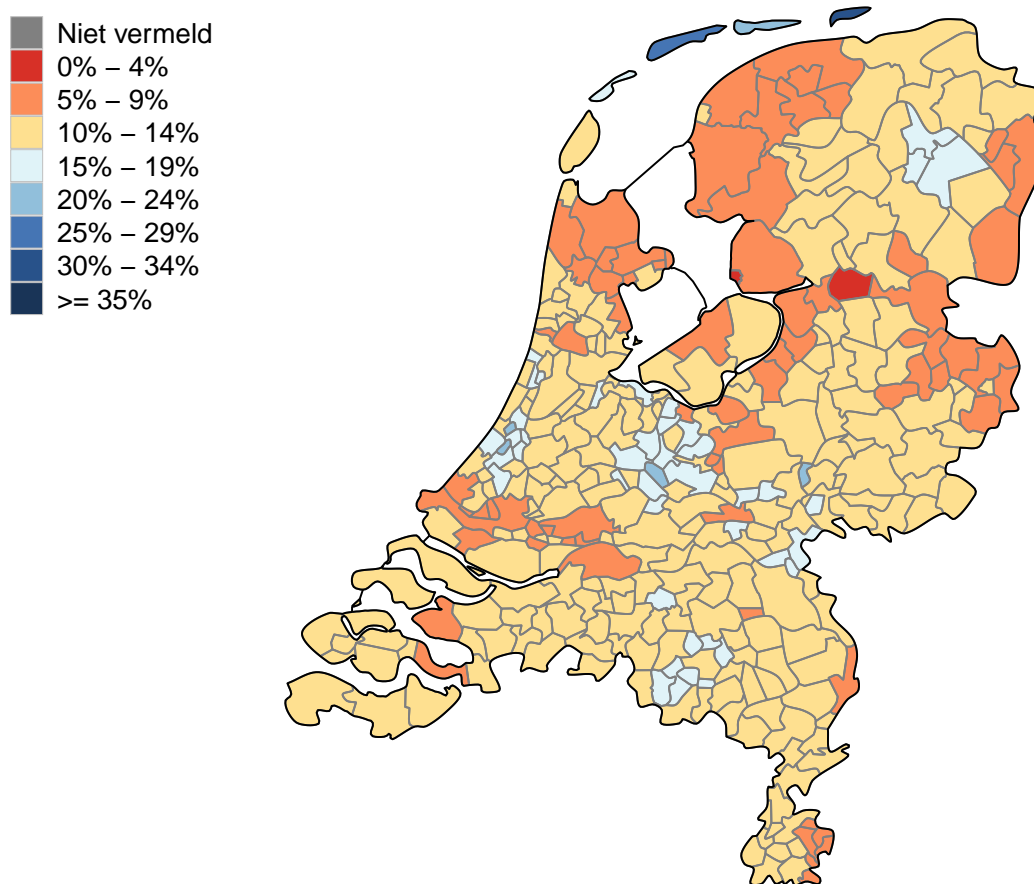 Niet vermeld
0% – 4%
5% – 9%
10% – 14%
15% – 19%
20% – 24%
25% – 29%
30% – 34%
>= 35%